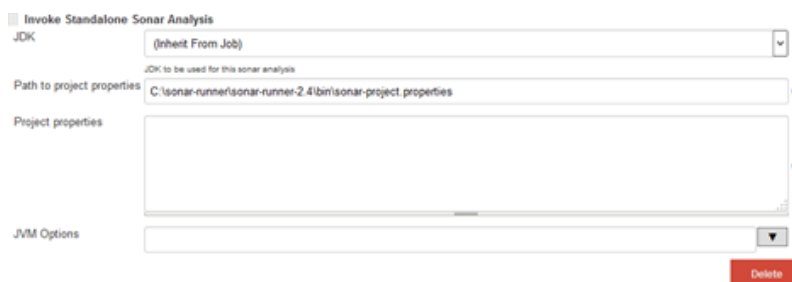 Invoke Standalone Sonar Analysis
JDK
(Inherit From Job)
JDK to be used for this sonar analysis
Path to project properties
C:\sonar-runner\sonar-runner-2.4\bin\sonar-project.properties
Project properties
JVM Options
Delete